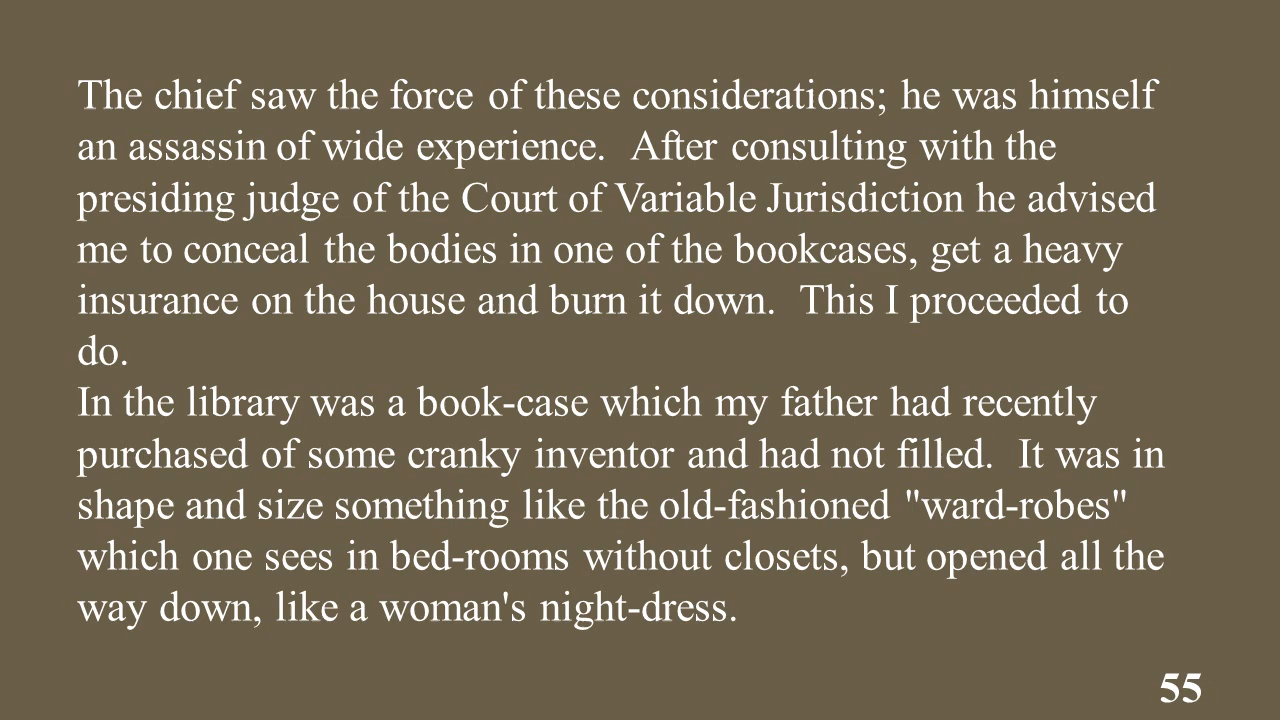 The chief saw the force of these considerations; he was himself
an assassin of wide experience.  After consulting with the
presiding judge of the Court of Variable Jurisdiction he advised
me to conceal the bodies in one of the bookcases, get a heavy
insurance on the house and burn it down.  This I proceeded to
do.
In the library was a book-case which my father had recently
purchased of some cranky inventor and had not filled.  It was in
shape and size something like the old-fashioned "ward-robes"
which one sees in bed-rooms without closets, but opened all the
way down, like a woman's night-dress.
55